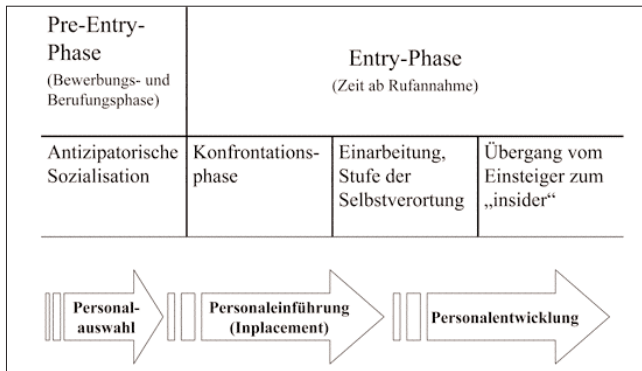 Pre-Entry-
Phase
(Bewerbungs- und
Berufungsphase)
Entry-Phase
(Zeit ab Rufannahme)
Antizipatorische
Sozialisation
Konfrontations-
phase
Einarbeitung,
Stufe der
Selbstverortung
Übergang vom
Einsteiger zum
„insider“
Personal-
auswahl
Personaleinführung
(Inplacement)
Personalentwicklung